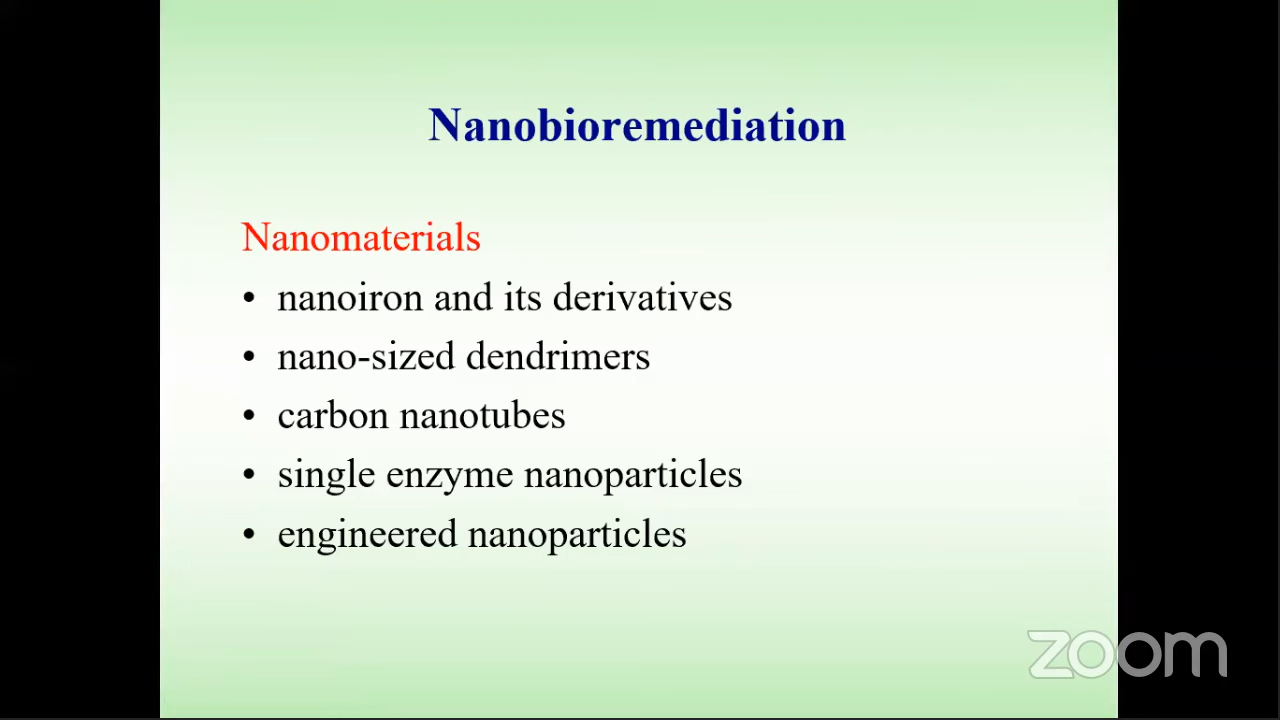 Nanobioremediation
Nanomaterials
• nanoiron and its derivatives
• nano-sized dendrimers
• carbon nanotubes
• single enzyme nanoparticles
• engineered nanoparticles
zoom